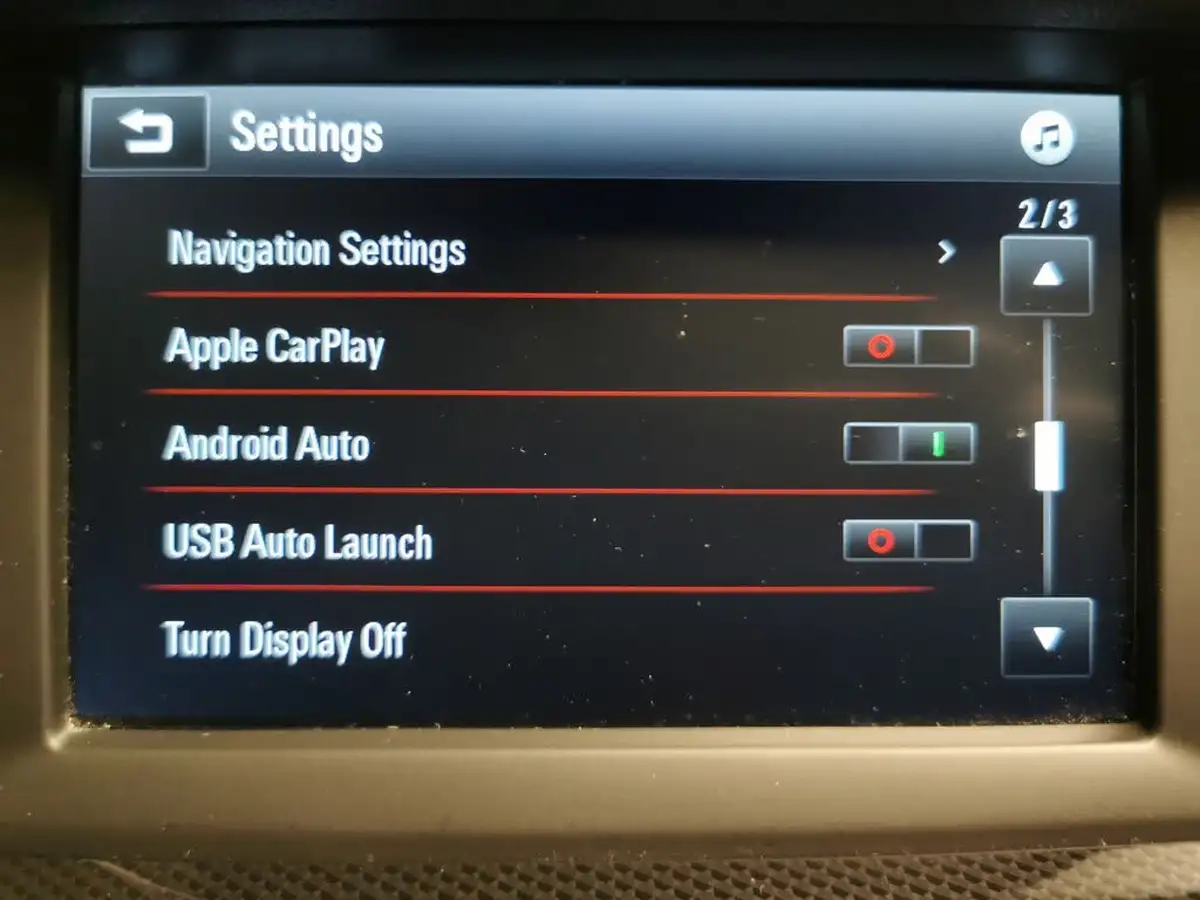 Settings
2/3
Navigation Settings
Apple CarPlay
Android Auto
USB Auto Launch
Turn Display Off